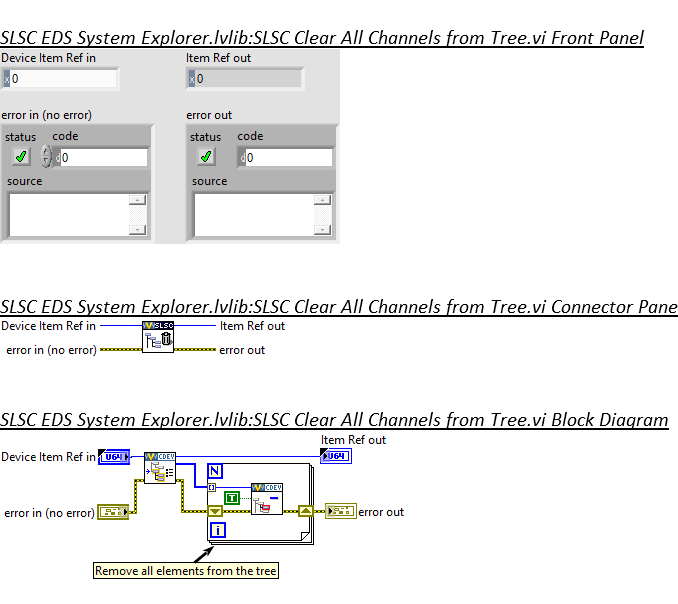 SLSC EDS System Explorer.lvlib:SLSC Clear All Channels from Tree.vi Front Panel
Device Item Ref in Item Ref out
x 0 x 0
error in (no error) error out
status code status code
d 0 d 0
source source
SLSC EDS System Explorer.lvlib:SLSC Clear All Channels from Tree.vi Connector Pane
Device Item Ref in SLSC Item Ref out
error in (no error) error out
SLSC EDS System Explorer.lvlib:SLSC Clear All Channels from Tree.vi Block Diagram
Item Ref out
Device Item Ref in U64 CDEV U64
N
CDEV
T
error in (no error) error out
i
Remove all elements from the tree